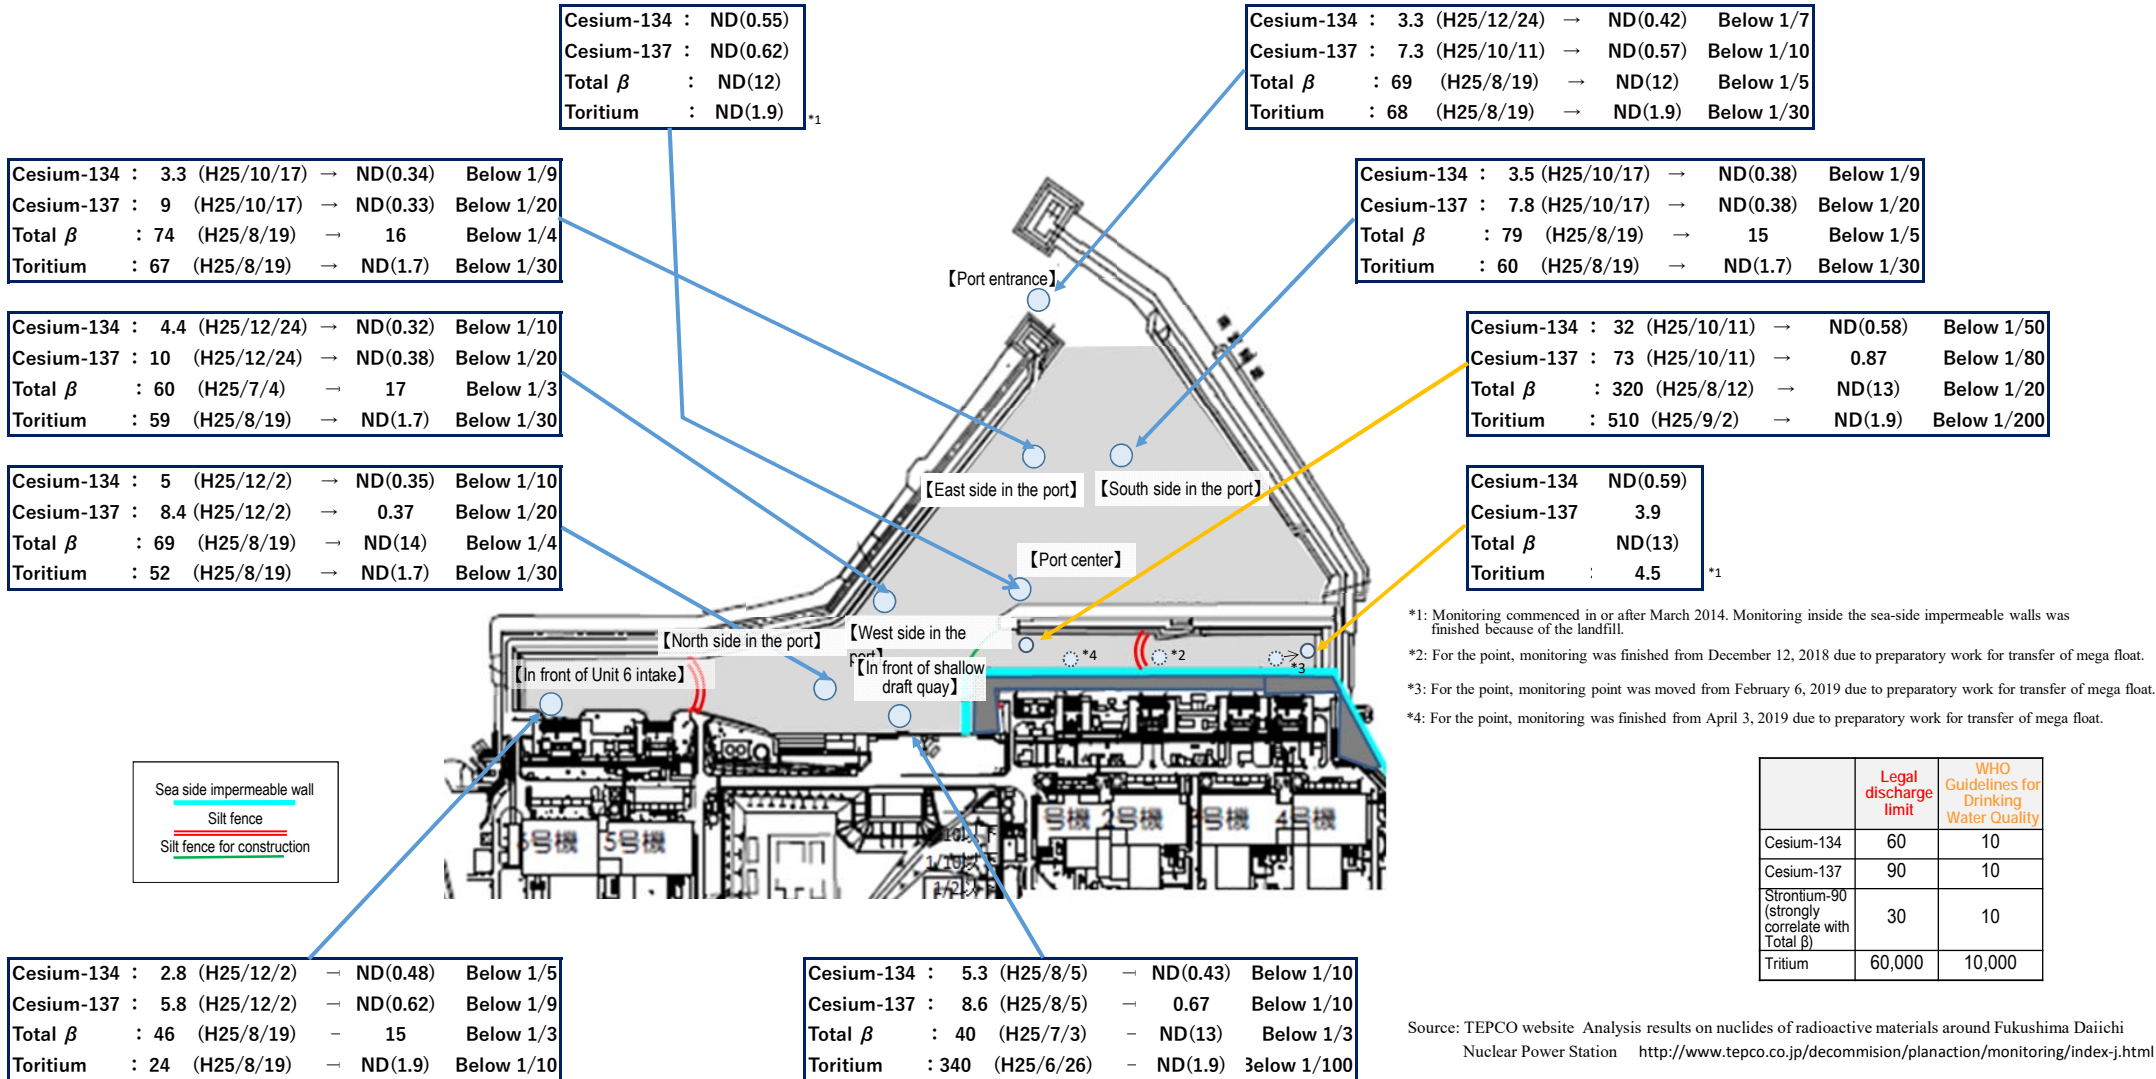 Cesium-134 : ND(0.55)
Cesium-137 : ND(0.62)
Total β : ND(12)
Toritium : ND(1.9)
*1
Cesium-134 : 3.3 (H25/12/24) → ND(0.42) Below 1/7
Cesium-137 : 7.3 (H25/10/11) → ND(0.57) Below 1/10
Total β : 69 (H25/8/19) → ND(12) Below 1/5
Toritium : 68 (H25/8/19) → ND(1.9) Below 1/30
Cesium-134 : 3.3 (H25/10/17) → ND(0.34) Below 1/9
Cesium-137 : 9 (H25/10/17) → ND(0.33) Below 1/20
Total β : 74 (H25/8/19) → 16 Below 1/4
Toritium : 67 (H25/8/19) → ND(1.7) Below 1/30
Cesium-134 : 3.5 (H25/10/17) → ND(0.38) Below 1/9
Cesium-137 : 7.8 (H25/10/17) → ND(0.38) Below 1/20
Total β : 79 (H25/8/19) → 15 Below 1/5
Toritium : 60 (H25/8/19) → ND(1.7) Below 1/30
Cesium-134 : 4.4 (H25/12/24) → ND(0.32) Below 1/10
Cesium-137 : 10 (H25/12/24) → ND(0.38) Below 1/20
Total β : 60 (H25/7/4) → 17 Below 1/3
Toritium : 59 (H25/8/19) → ND(1.7) Below 1/30
Cesium-134 : 32 (H25/10/11) → ND(0.58) Below 1/50
Cesium-137 : 73 (H25/10/11) → 0.87 Below 1/80
Total β : 320 (H25/8/12) → ND(13) Below 1/20
Toritium : 510 (H25/9/2) → ND(1.9) Below 1/200
Cesium-134 : 5 (H25/12/2) → ND(0.35) Below 1/10
Cesium-137 : 8.4 (H25/12/2) → 0.37 Below 1/20
Total β : 69 (H25/8/19) → ND(14) Below 1/4
Toritium : 52 (H25/8/19) → ND(1.7) Below 1/30
Cesium-134 ND(0.59)
Cesium-137 3.9
Total β ND(13)
Toritium : 4.5
*1
【Port entrance】
【East side in the port】
【South side in the port】
【Port center】
【North side in the port】
【West side in the
port】
【In front of Unit 6 intake】
【In front of shallow
draft quay】
*4
*2
*3
*1: Monitoring commenced in or after March 2014. Monitoring inside the sea-side impermeable walls was
finished because of the landfill.
*2: For the point, monitoring was finished from December 12, 2018 due to preparatory work for transfer of mega float.
*3: For the point, monitoring point was moved from February 6, 2019 due to preparatory work for transfer of mega float.
*4: For the point, monitoring was finished from April 3, 2019 due to preparatory work for transfer of mega float.
Sea side impermeable wall
Silt fence
Silt fence for construction
号機 5号機
号機 2号機 号機 4号機
Legal discharge limit WHO Guidelines for Drinking Water Quality
Cesium-134 60 10
Cesium-137 90 10
Strontium-90 (strongly correlate with Total β) 30 10
Tritium 60,000 10,000
Cesium-134 : 2.8 (H25/12/2) → ND(0.48) Below 1/5
Cesium-137 : 5.8 (H25/12/2) → ND(0.62) Below 1/9
Total β : 46 (H25/8/19) – 15 Below 1/3
Toritium : 24 (H25/8/19) → ND(1.9) Below 1/10
Cesium-134 : 5.3 (H25/8/5) → ND(0.43) Below 1/10
Cesium-137 : 8.6 (H25/8/5) → 0.67 Below 1/10
Total β : 40 (H25/7/3) – ND(13) Below 1/3
Toritium : 340 (H25/6/26) – ND(1.9) Below 1/100
Source: TEPCO website Analysis results on nuclides of radioactive materials around Fukushima Daiichi
Nuclear Power Station http://www.tepco.co.jp/decommision/planaction/monitoring/index-j.html